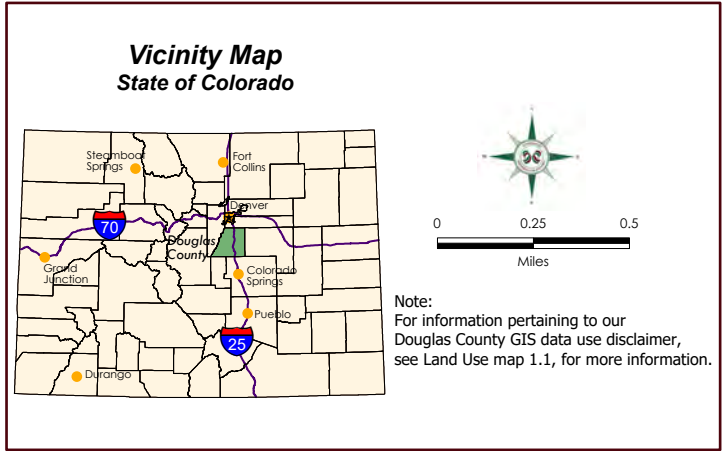 Vicinity Map
State of Colorado
Steamboat
Springs
Fort
Collins
Denver
70
Douglas
County
Grand
Junction
Colorado
Springs
Pueblo
25
Durango
0 0.25 0.5
Miles
Note:
For information pertaining to our
Douglas County GIS data use disclaimer,
see Land Use map 1.1, for more information.